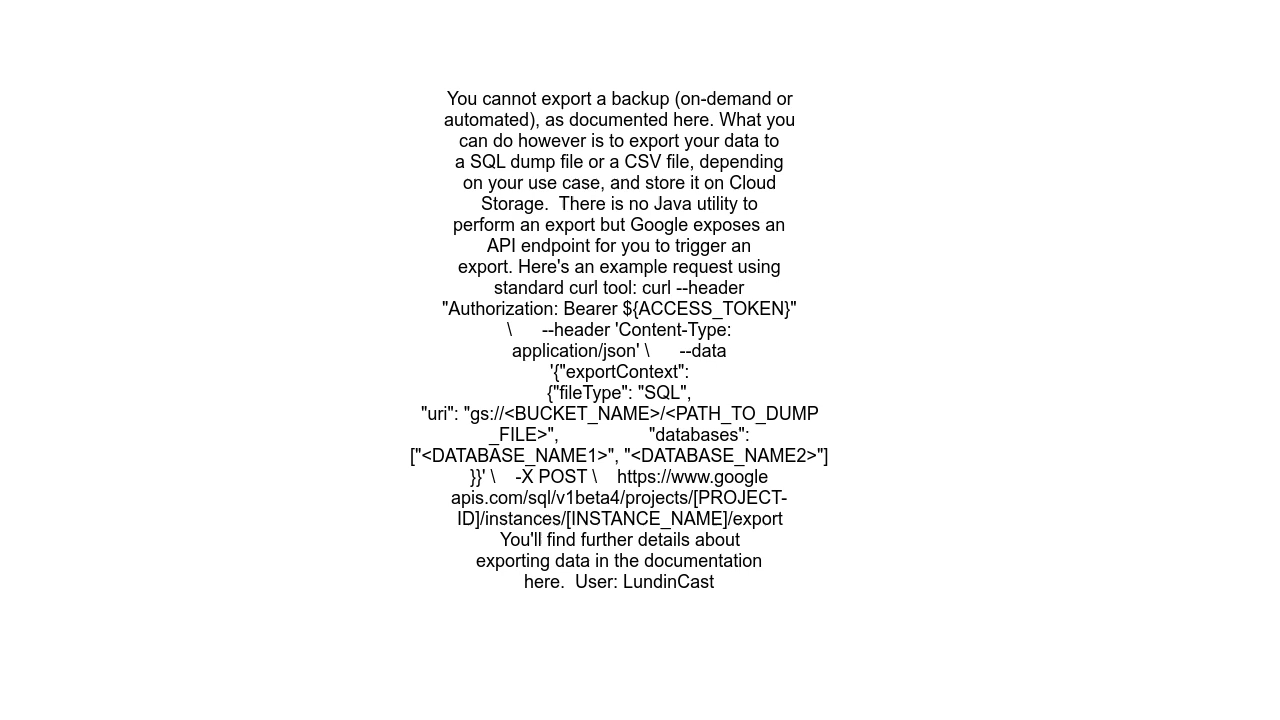 You cannot export a backup (on-demand or
automated), as documented here. What you
can do however is to export your data to
a SQL dump file or a CSV file, depending
on your use case, and store it on Cloud
Storage.  There is no Java utility to
perform an export but Google exposes an
API endpoint for you to trigger an
export. Here's an example request using
standard curl tool: curl --header
"Authorization: Bearer ${ACCESS_TOKEN}"
\      --header 'Content-Type:
application/json' \      --data
'{"exportContext":
{"fileType": "SQL",
"uri": "gs://<BUCKET_NAME>/<PATH_TO_DUMP
_FILE>",                  "databases":
["<DATABASE_NAME1>", "<DATABASE_NAME2>"]
}}' \    -X POST \    https://www.google
apis.com/sql/v1beta4/projects/[PROJECT-
ID]/instances/[INSTANCE_NAME]/export
You'll find further details about
exporting data in the documentation
here.  User: LundinCast